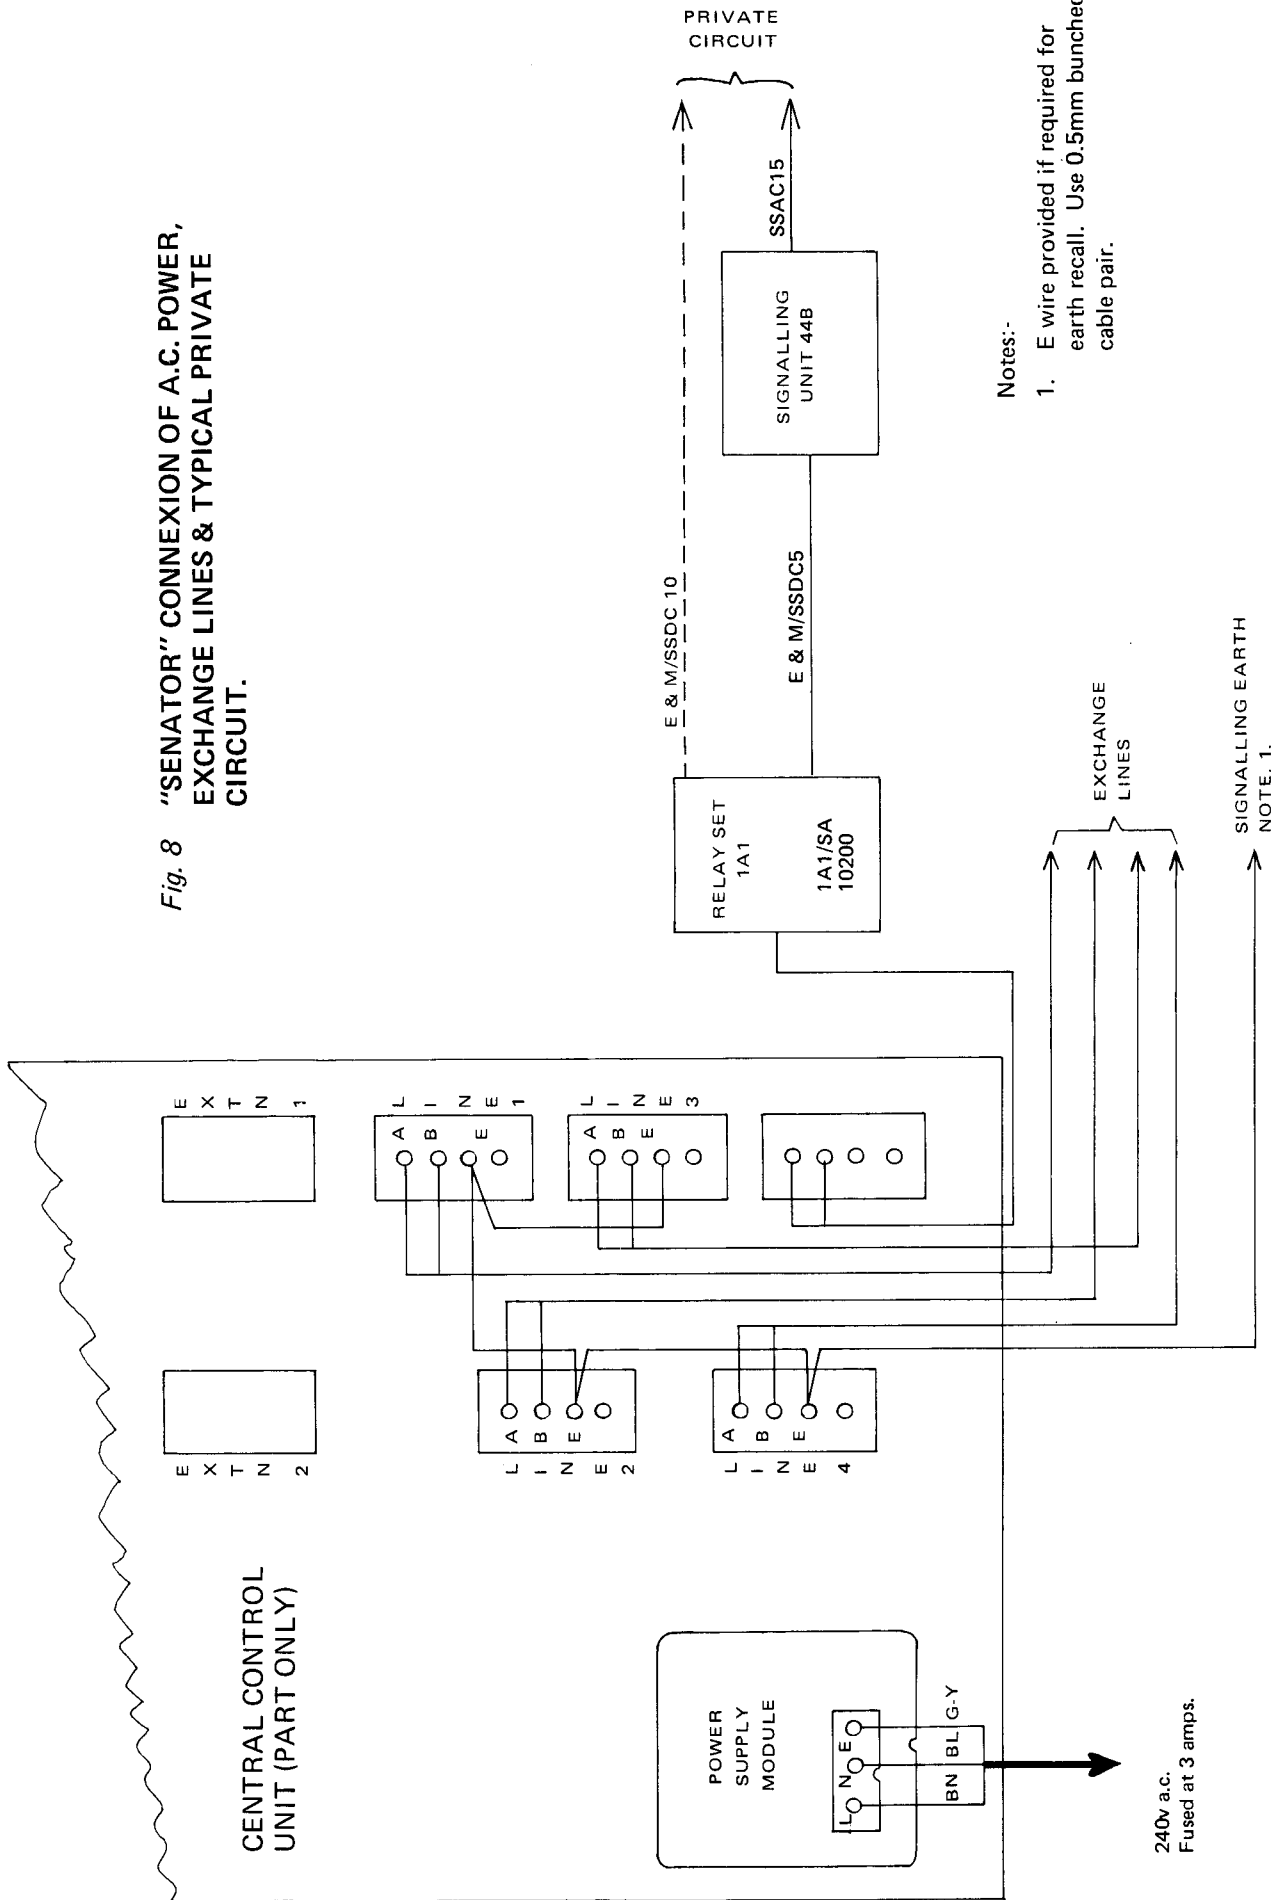 Fig. 8 "SENATOR" CONNEXION OF A.C. POWER,
EXCHANGE LINES & TYPICAL PRIVATE
CIRCUIT.
CENTRAL CONTROL
UNIT (PART ONLY)
EXTN 2
EXTN 1
A B E
LINE 1
A B E
LINE 3
A B E
LINE 2
A B E
LINE 4
POWER
SUPPLY
MODULE
L N E
BN BL G-Y
240v a.c.
Fused at 3 amps.
RELAY SET
1A1
1A1/SA
10200
E & M/SSDC 10
E & M/SSDC5
SIGNALLING
UNIT 44B
SSAC15
PRIVATE
CIRCUIT
EXCHANGE
LINES
SIGNALLING EARTH
NOTE. 1.
Notes:-
1. E wire provided if required for
earth recall. Use 0.5mm bunched
cable pair.